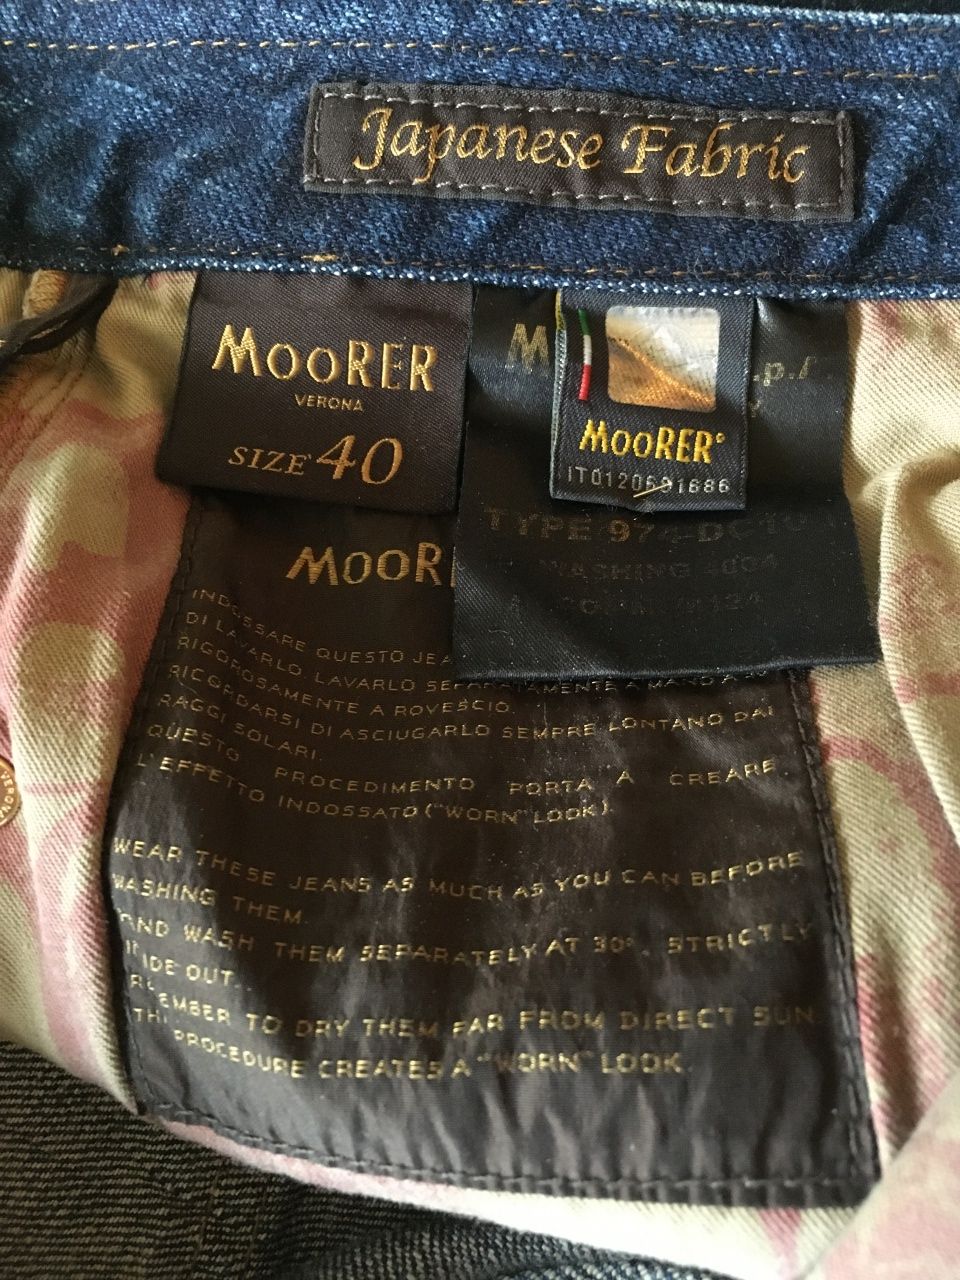 Japanese Fabric
MOORER
VERONA
SIZE 40
M
.p.A.
MOORER®
TYPE
WASHING
MOOR
INDOSSARE QUESTO
DI LAVARLO. LAVARLO SEPARATAMENTE A MANO A
RIGOROSAMENTE A ROVESCIO.
RICORDARSI DI ASCIUGARLO SEMPRE LONTANO DAI
RAGGI SOLARI.
QUESTO PROCEDIMENTO PORTA A CREARE
L'EFFETTO INDOSSATO ("WORN" LOOK).
WEAR THESE JEANS AS MUCH AS YOU CAN BEFORE
WASHING THEM.
HAND WASH THEM SEPARATELY AT 30°. STRICTLY
INSIDE OUT.
REMEMBER TO DRY THEM FAR FROM DIRECT SUN.
THIS PROCEDURE CREATES A "WORN" LOOK.